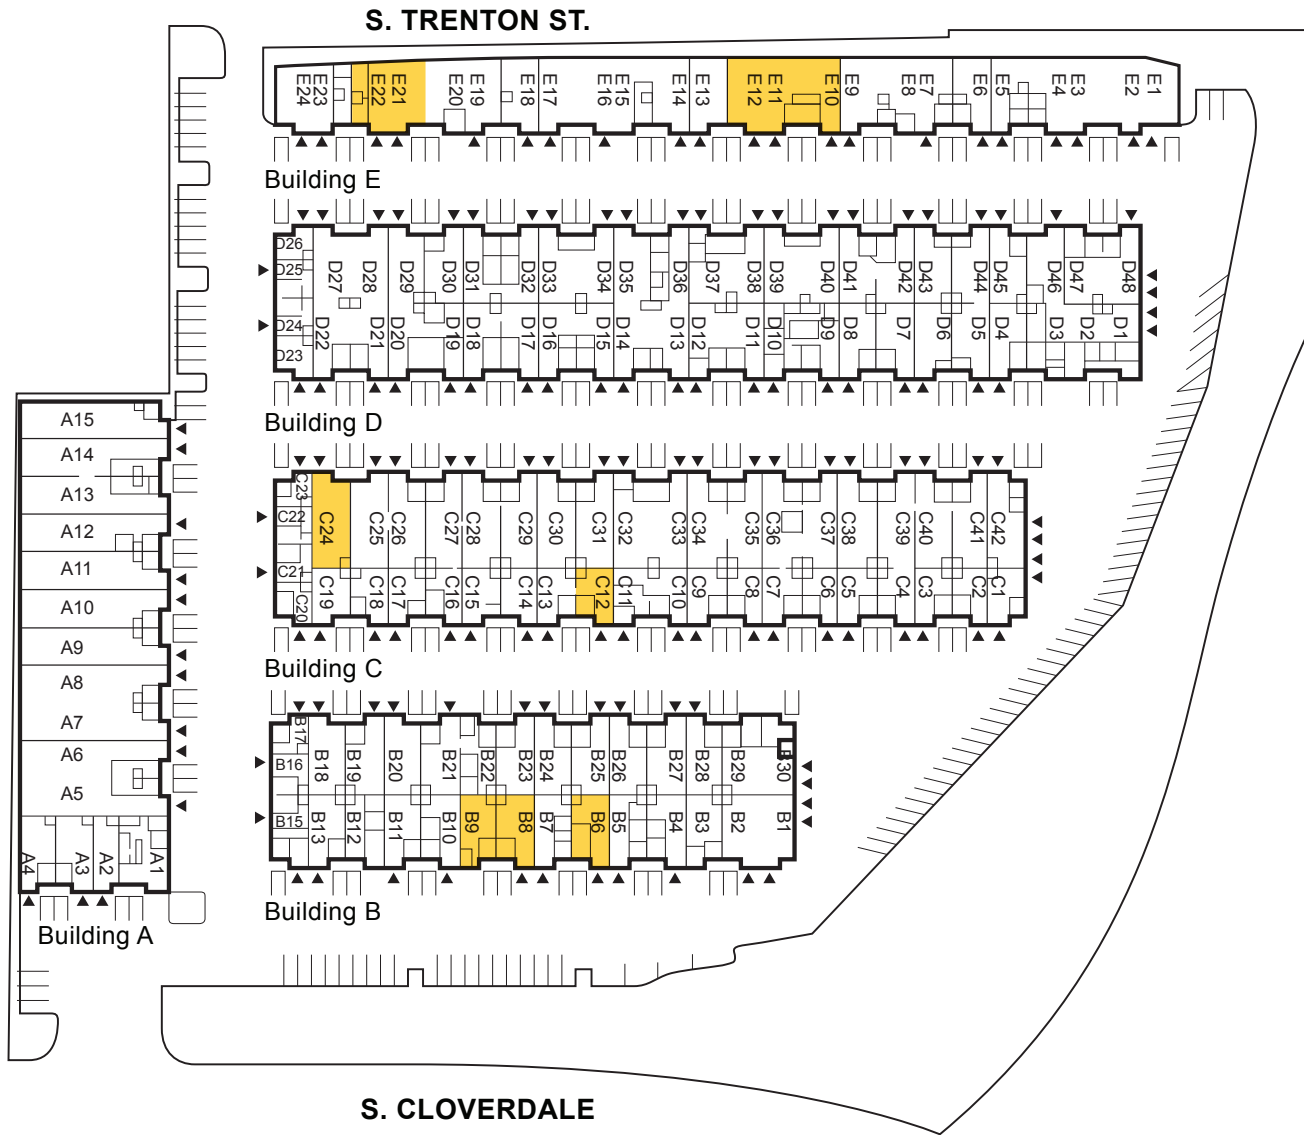 S. TRENTON ST.
E24
E23
E22
E21
E20
E19
E18
E17
E16
E15
E14
E13
E12
E11
E10
E9
E8
E7
E6
E5
E4
E3
E2
E1
Building E
D26
D25
D24
D23
D27
D28
D29
D30
D31
D32
D33
D34
D35
D36
D37
D38
D39
D40
D41
D42
D43
D44
D45
D46
D47
D48
D22
D21
D20
D19
D18
D17
D16
D15
D14
D13
D12
D11
D10
D9
D8
D7
D6
D5
D4
D3
D2
D1
Building D
C23
C22
C21
C20
C24
C25
C26
C27
C28
C29
C30
C31
C32
C33
C34
C35
C36
C37
C38
C39
C40
C41
C42
C19
C18
C17
C16
C15
C14
C13
C12
C11
C10
C9
C8
C7
C6
C5
C4
C3
C2
C1
Building C
B17
B16
B15
B18
B19
B20
B21
B22
B23
B24
B25
B26
B27
B28
B29
B30
B13
B12
B11
B10
B9
B8
B7
B6
B5
B4
B3
B2
B1
Building B
A15
A14
A13
A12
A11
A10
A9
A8
A7
A6
A5
A4
A3
A2
A1
Building A
S. CLOVERDALE